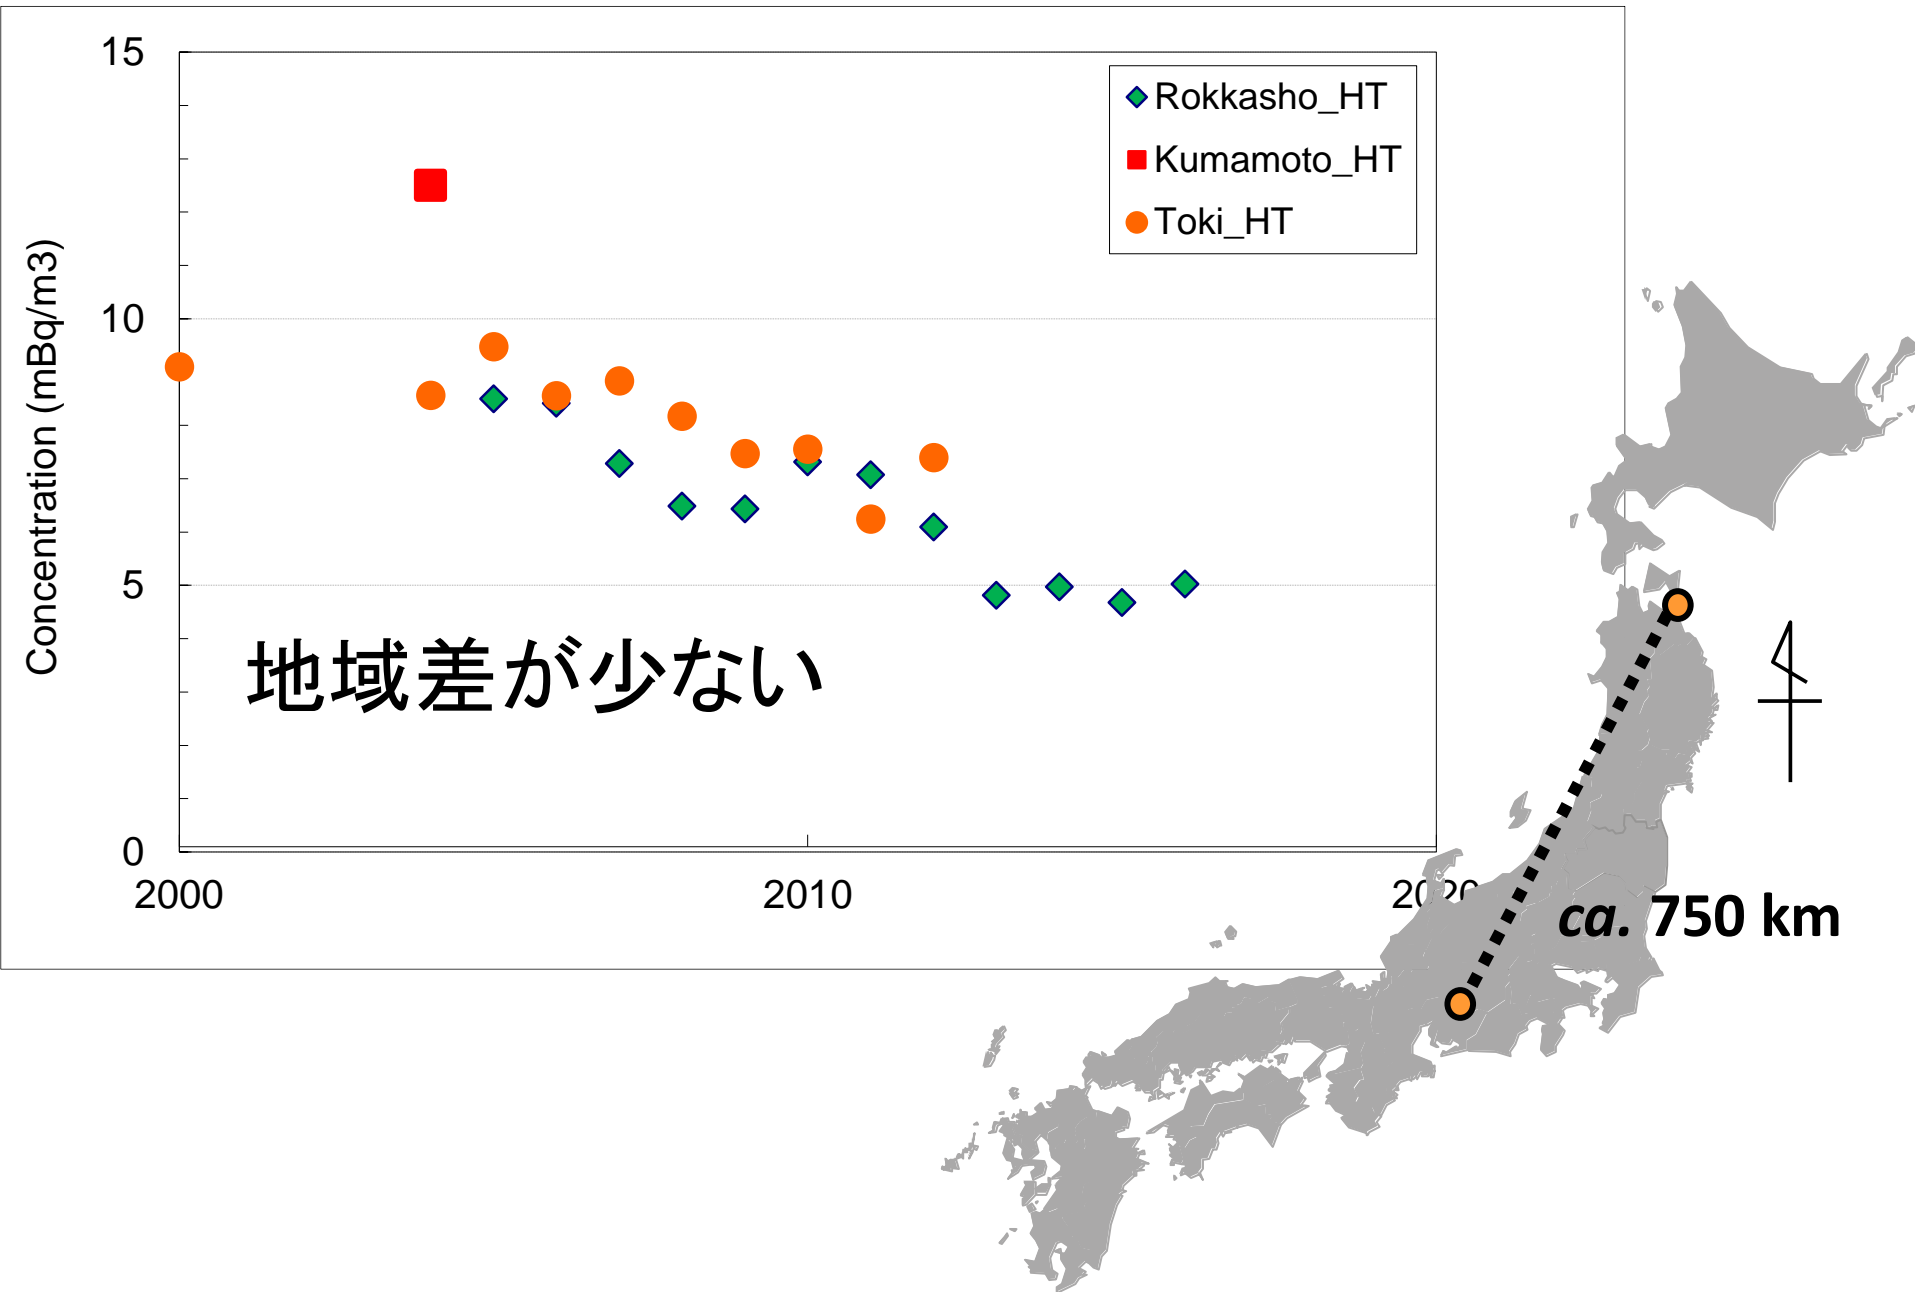 15
Rokkasho_HT
Kumamoto_HT
Toki_HT
Concentration (mBq/m3)
10
5
地域差が少ない
0
2000
2010
2020
ca. 750 km